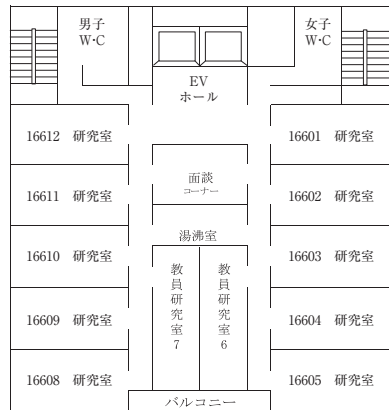 男子
W・C
女子
W・C
EV
ホール
16612 研究室
16601 研究室
面談
コーナー
16611 研究室
16602 研究室
湯沸室
16610 研究室
16603 研究室
教員研究室7
教員研究室6
16609 研究室
16604 研究室
16608 研究室
16605 研究室
バルコニー